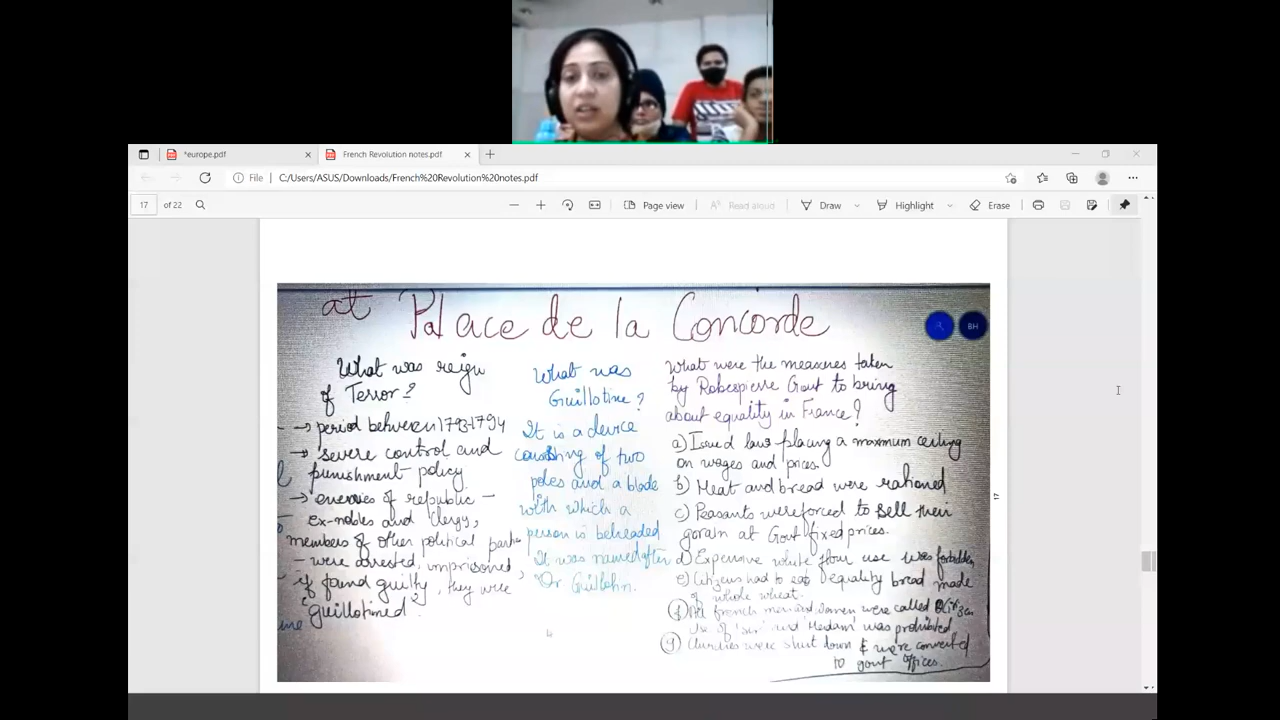 *europe.pdf
French Revolution notes.pdf
File
C:/Users/ASUS/Downloads/French%20Revolution%20notes.pdf
17 of 22
Page view
Read aloud
Draw
Highlight
Erase
at Palace de la Concorde
BH
What was reign
of Terror?
→ period between 1793-1794
→ severe control and
punishment policy
→ enemies of republic –
ex-nobles and clergy,
members of other political
– were arrested, imprisoned
if found guilty, they were
'guillotined'
What was
Guillotine?
It is a device
consisting of two
poles and a blade
with which a
person is beheaded
It was named after
Dr
What were the measures taken
by Govt to bring
about equality in France?
a) Issued laws placing a maximum ceiling
on wages and prices.
b) Meat and bread were rationed
c) Peasants were forced to sell their
grain at Govt fixed prices.
d) Expensive white flour use was forbidden
e) Citizens had to eat equality bread made
of whole wheat.
f) All french men and women were called
Use of and 'Madam' was prohibited
g) Churches were shut down & were converted
to govt offices.
17